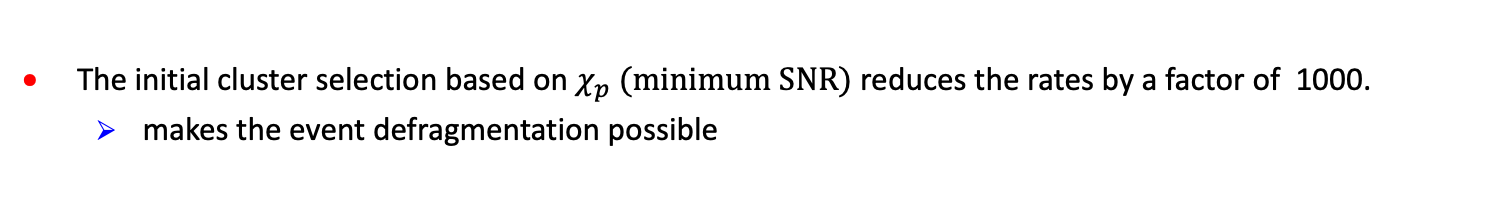 • The initial cluster selection based on χₚ (minimum SNR) reduces the rates by a factor of 1000.
➢ makes the event defragmentation possible